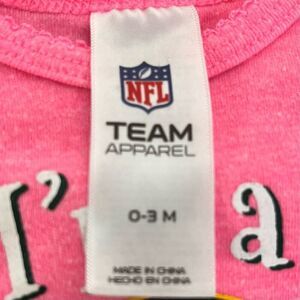 NFL
TEAM
APPAREL
0-3 M
MADE IN CHINA
HECHO EN CHINA
I'm a